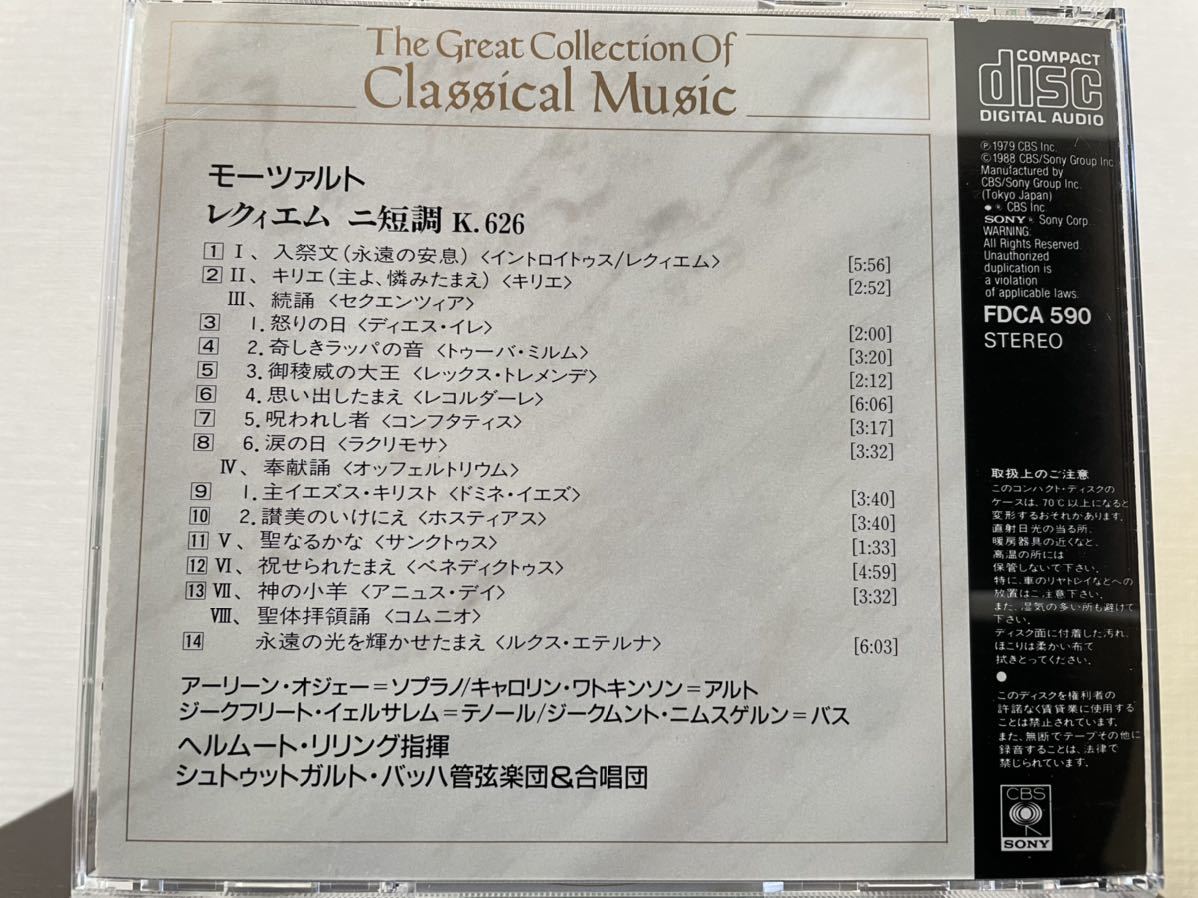 The Great Collection Of
Classical Music
モーツァルト
レクィエム ニ短調 K.626
1 Ⅰ、入祭文(永遠の安息)〈イントロイトゥス/レクィエム〉 [5:56]
2 Ⅱ、キリエ(主よ、憐みたまえ)〈キリエ〉 [2:52]
Ⅲ、続誦〈セクエンツィア〉
3 1.怒りの日〈ディエス・イレ〉 [2:00]
4 2.奇しきラッパの音〈トゥーバ・ミルム〉 [3:20]
5 3.御稜威の大王〈レックス・トレメンデ〉 [2:12]
6 4.思い出したまえ〈レコルダーレ〉 [6:06]
7 5.呪われし者〈コンフタティス〉 [3:17]
8 6.涙の日〈ラクリモサ〉 [3:32]
Ⅳ、奉献誦〈オッフェルトリウム〉
9 1.主イエズス・キリスト〈ドミネ・イエズ〉 [3:40]
10 2.讃美のいけにえ〈ホスティアス〉 [3:40]
11 Ⅴ、聖なるかな〈サンクトゥス〉 [1:33]
12 Ⅵ、祝せられたまえ〈ベネディクトゥス〉 [4:59]
13 Ⅶ、神の小羊〈アニュス・デイ〉 [3:32]
Ⅷ、聖体拝領誦〈コムニオ〉
14 永遠の光を輝かせたまえ〈ルクス・エテルナ〉 [6:03]
アーリーン・オジェー=ソプラノ/キャロリン・ワトキンソン=アルト
ジークフリート・イェルサレム=テノール/ジークムント・ニムスゲルン=バス
ヘルムート・リリング指揮
シュトゥットガルト・バッハ管弦楽団&合唱団
COMPACT
disc
DIGITAL AUDIO
Ⓟ1979 CBS Inc.
©1988 CBS/Sony Group Inc.
Manufactured by
CBS/Sony Group Inc.
(Tokyo Japan)
● ® CBS Inc.
SONY ® Sony Corp.
WARNING:
All Rights Reserved.
Unauthorized
duplication is
a violation
of applicable laws.
FDCA 590
STEREO
取扱上のご注意
このコンパクト・ディスクの
ケースは、70℃以上になると
変形するおそれがあります。
直射日光の当る所、
暖房器具の近くなど、
高温の所には
保管しないで下さい。
特に、車のリヤトレイなどへの
放置はご注意下さい。
また、湿気の多い所も避けて
下さい。
ディスク面に付着した汚れ、
ほこりは柔かい布で
拭きとってください。
●
このディスクを権利者の
許諾なく賃貸業に使用する
ことは禁止されています。
また、無断でテープその他に
録音することは、法律で
禁じられています。
CBS
SONY